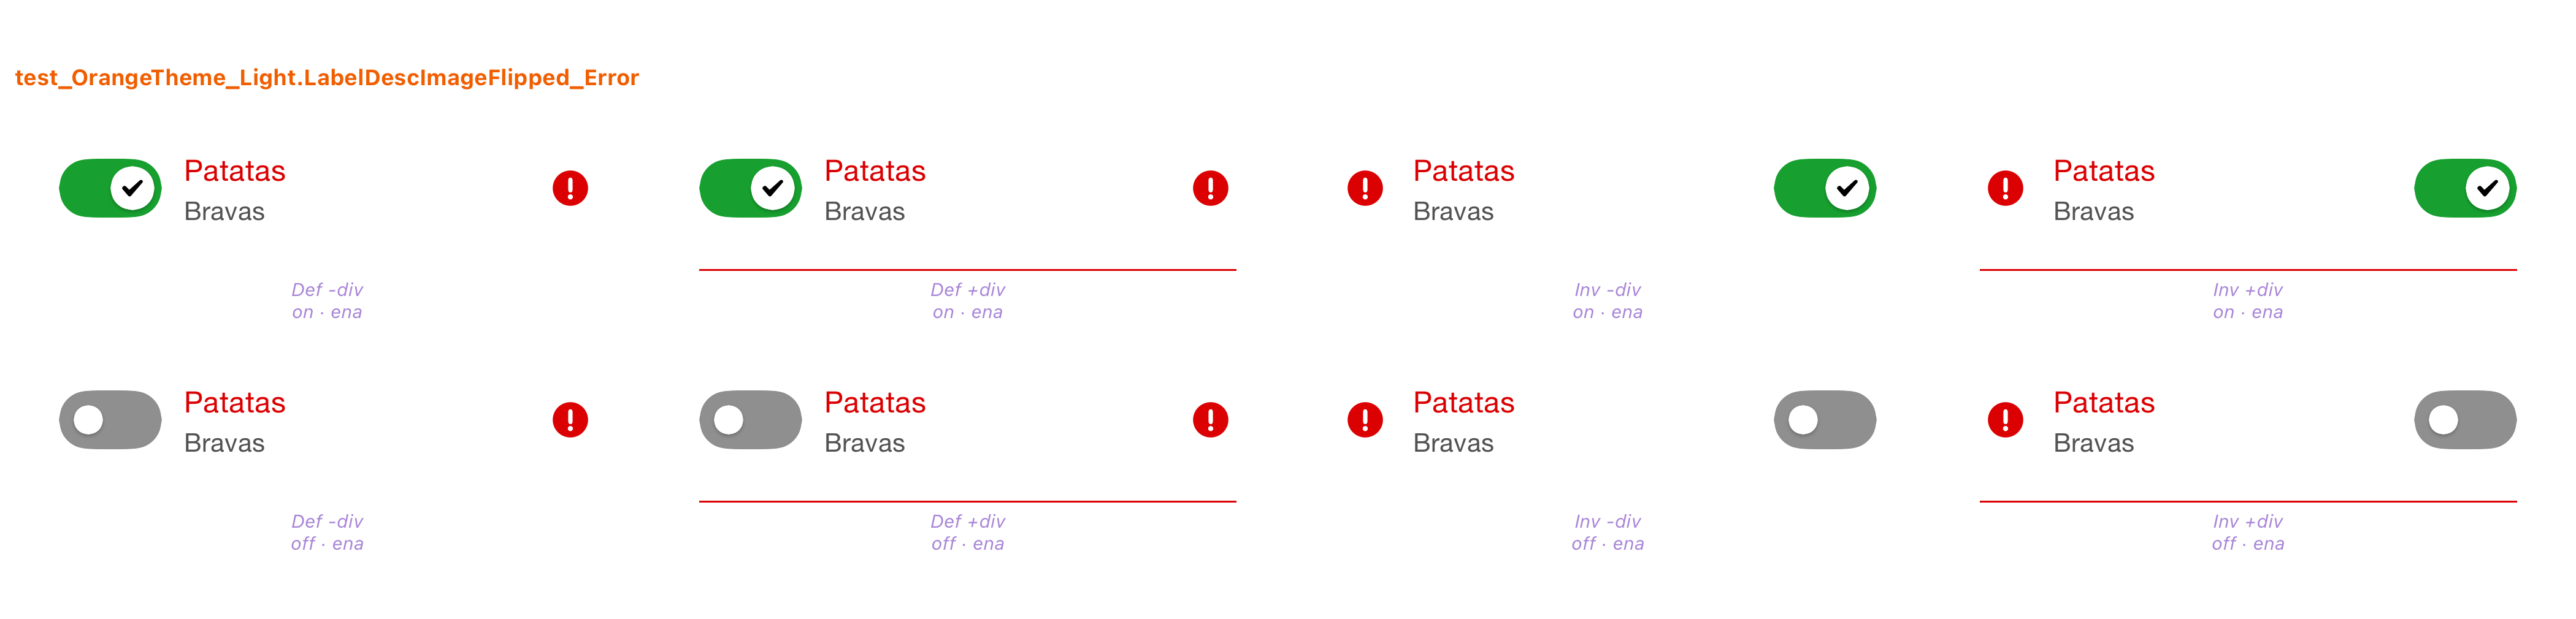 test_OrangeTheme_Light.LabelDescImageFlipped_Error
Patatas
Bravas
Patatas
Bravas
Patatas
Bravas
Patatas
Bravas
Def -div
on · ena
Def +div
on · ena
Inv -div
on · ena
Inv +div
on · ena
Patatas
Bravas
Patatas
Bravas
Patatas
Bravas
Patatas
Bravas
Def -div
off · ena
Def +div
off · ena
Inv -div
off · ena
Inv +div
off · ena